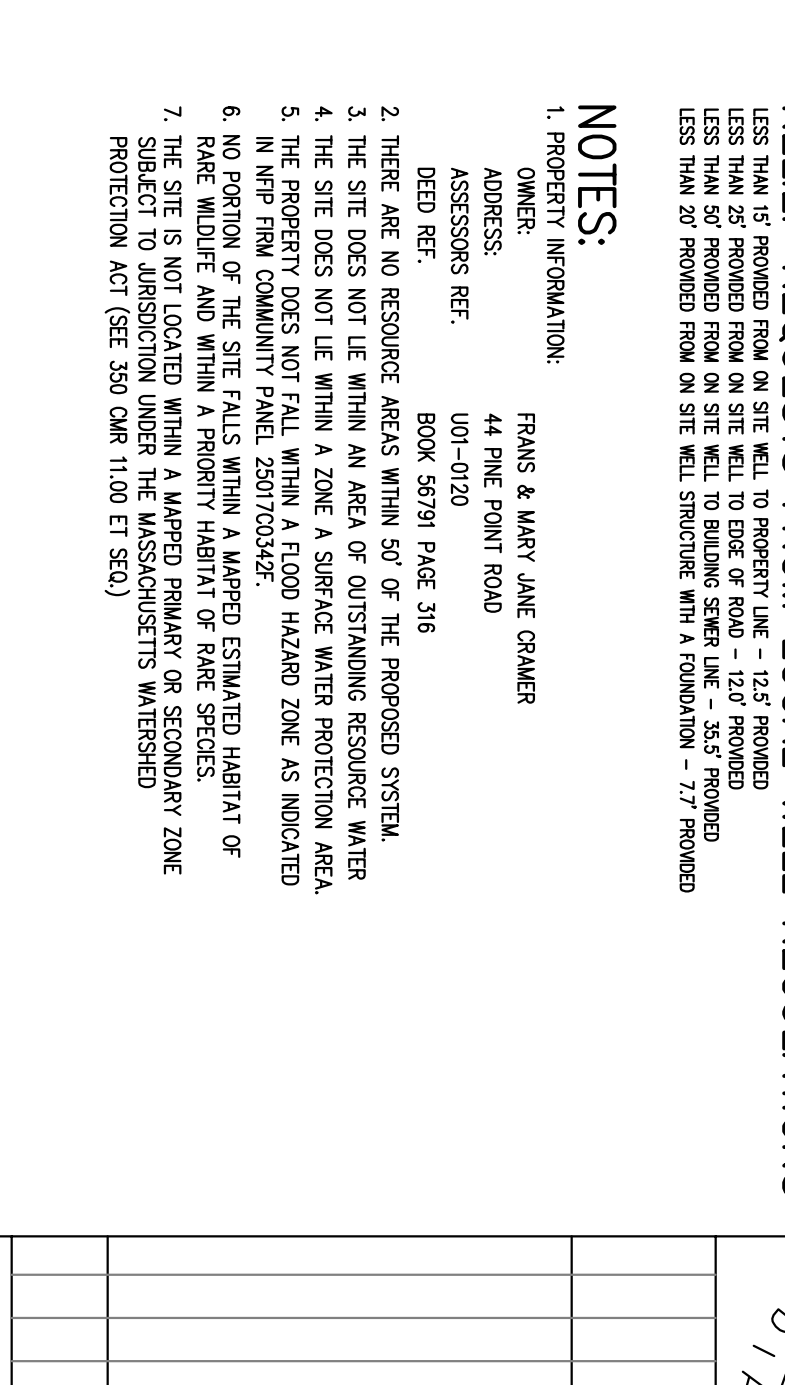 LESS THAN 15' PROVIDED FROM ON SITE WELL TO PROPERTY LINE – 12.5' PROVIDED
LESS THAN 25' PROVIDED FROM ON SITE WELL TO EDGE OF ROAD – 12.0' PROVIDED
LESS THAN 50' PROVIDED FROM ON SITE WELL TO BUILDING SEWER LINE – 35.5' PROVIDED
LESS THAN 20' PROVIDED FROM ON SITE WELL STRUCTURE WITH A FOUNDATION – 7.7' PROVIDED
NOTES:
1. PROPERTY INFORMATION:
OWNER: FRANS & MARY JANE CRAMER
ADDRESS: 44 PINE POINT ROAD
ASSESSORS REF. U01-0120
DEED REF. BOOK 56791 PAGE 316
2. THERE ARE NO RESOURCE AREAS WITHIN 50' OF THE PROPOSED SYSTEM.
3. THE SITE DOES NOT LIE WITHIN AN AREA OF OUTSTANDING RESOURCE WATER
4. THE SITE DOES NOT LIE WITHIN A ZONE A SURFACE WATER PROTECTION AREA.
5. THE PROPERTY DOES NOT FALL WITHIN A FLOOD HAZARD ZONE AS INDICATED
IN NFIP FIRM COMMUNITY PANEL 25017C0342F.
6. NO PORTION OF THE SITE FALLS WITHIN A MAPPED ESTIMATED HABITAT OF
RARE WILDLIFE AND WITHIN A PRIORITY HABITAT OF RARE SPECIES.
7. THE SITE IS NOT LOCATED WITHIN A MAPPED PRIMARY OR SECONDARY ZONE
SUBJECT TO JURISDICTION UNDER THE MASSACHUSETTS WATERSHED
PROTECTION ACT (SEE 350 CMR 11.00 ET SEQ.)